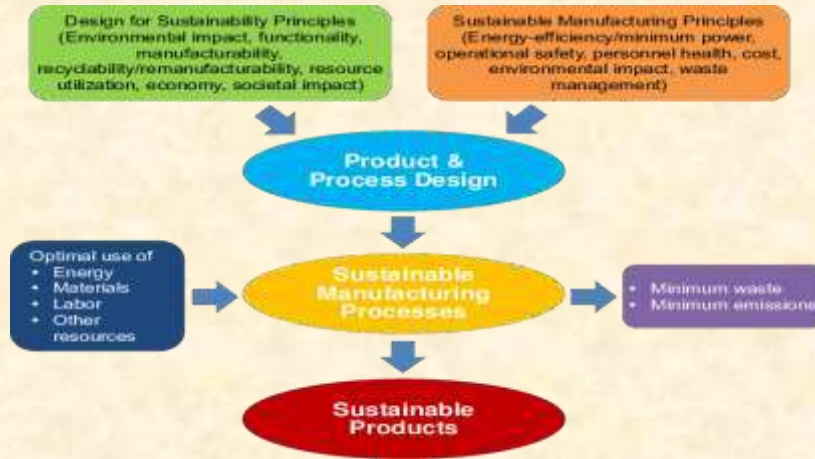 Design for Sustainability Principles
(Environmental impact, functionality,
manufacturability,
recyclability/remanufacturability, resource
utilization, economy, societal impact)
Sustainable Manufacturing Principles
(Energy-efficiency/minimum power,
operational safety, personnel health, cost,
environmental impact, waste
management)
Product &
Process Design
Optimal use of
• Energy
• Materials
• Labor
• Other
resources
Sustainable
Manufacturing
Processes
• Minimum waste
• Minimum emissions
Sustainable
Products